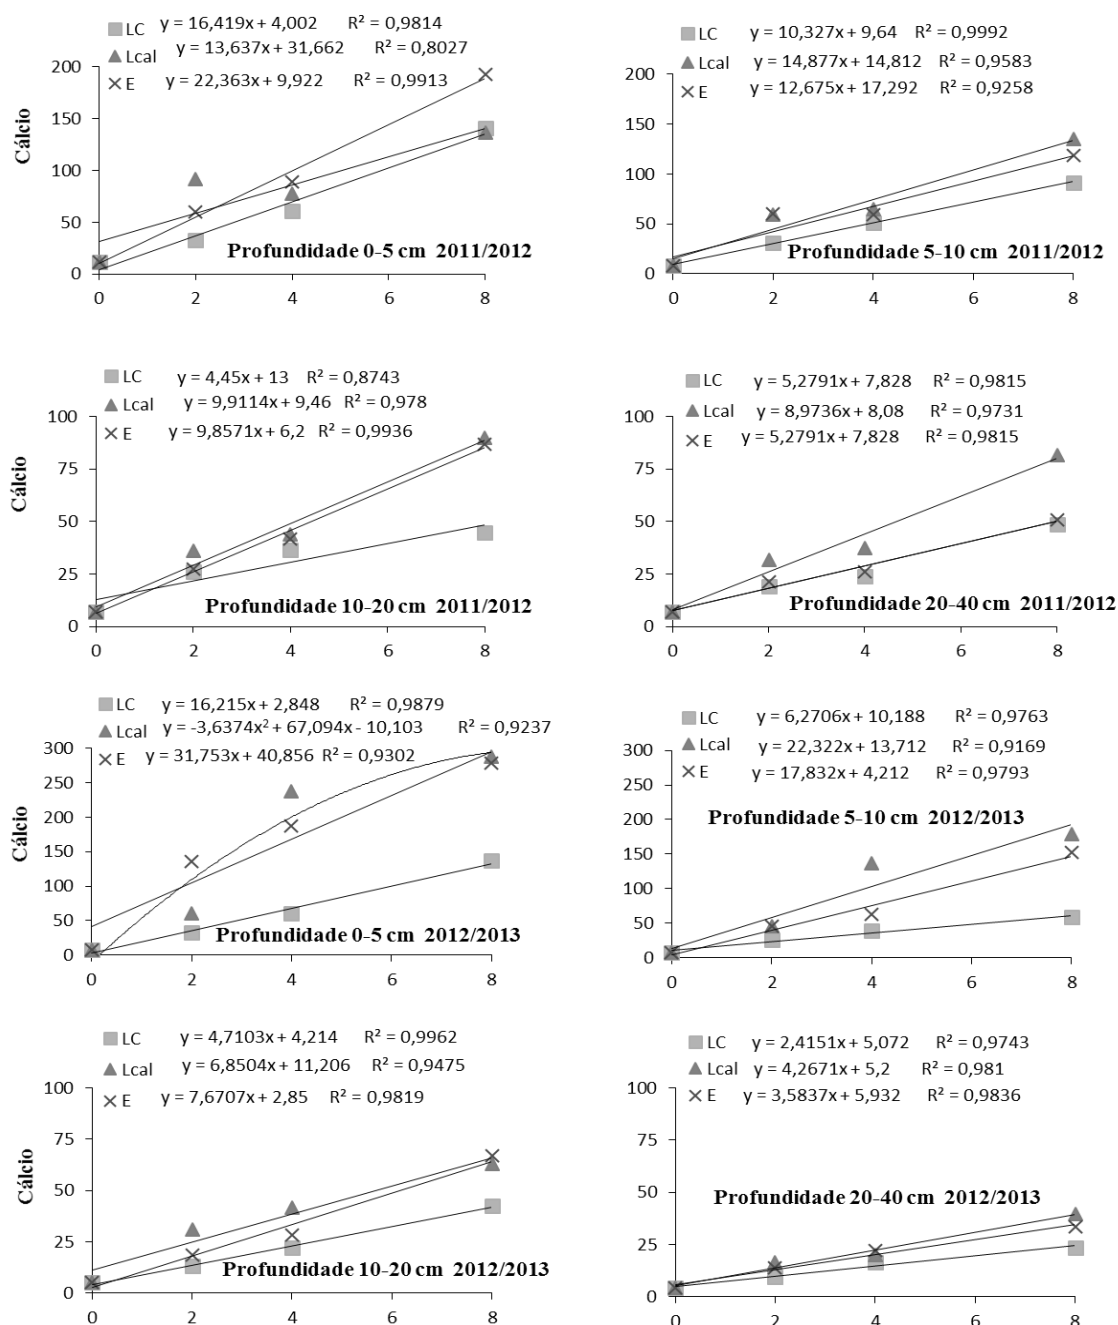 LC y = 16,419x + 4,002 R² = 0,9814
Lcal y = 13,637x + 31,662 R² = 0,8027
E y = 22,363x + 9,922 R² = 0,9913
Cálcio
200
150
100
50
0
Profundidade 0-5 cm 2011/2012
0 2 4 6 8
LC y = 10,327x + 9,64 R² = 0,9992
Lcal y = 14,877x + 14,812 R² = 0,9583
E y = 12,675x + 17,292 R² = 0,9258
200
150
100
50
0
Profundidade 5-10 cm 2011/2012
0 2 4 6 8
LC y = 4,45x + 13 R² = 0,8743
Lcal y = 9,9114x + 9,46 R² = 0,978
E y = 9,8571x + 6,2 R² = 0,9936
Cálcio
100
75
50
25
0
Profundidade 10-20 cm 2011/2012
0 2 4 6 8
LC y = 5,2791x + 7,828 R² = 0,9815
Lcal y = 8,9736x + 8,08 R² = 0,9731
E y = 5,2791x + 7,828 R² = 0,9815
100
75
50
25
0
Profundidade 20-40 cm 2011/2012
0 2 4 6 8
LC y = 16,215x + 2,848 R² = 0,9879
Lcal y = -3,6374x² + 67,094x - 10,103 R² = 0,9237
E y = 31,753x + 40,856 R² = 0,9302
Cálcio
300
250
200
150
100
50
0
Profundidade 0-5 cm 2012/2013
0 2 4 6 8
LC y = 6,2706x + 10,188 R² = 0,9763
Lcal y = 22,322x + 13,712 R² = 0,9169
E y = 17,832x + 4,212 R² = 0,9793
300
250
200
150
100
50
0
Profundidade 5-10 cm 2012/2013
0 2 4 6 8
LC y = 4,7103x + 4,214 R² = 0,9962
Lcal y = 6,8504x + 11,206 R² = 0,9475
E y = 7,6707x + 2,85 R² = 0,9819
Cálcio
100
75
50
25
0
Profundidade 10-20 cm 2012/2013
0 2 4 6 8
LC y = 2,4151x + 5,072 R² = 0,9743
Lcal y = 4,2671x + 5,2 R² = 0,981
E y = 3,5837x + 5,932 R² = 0,9836
100
75
50
25
0
Profundidade 20-40 cm 2012/2013
0 2 4 6 8